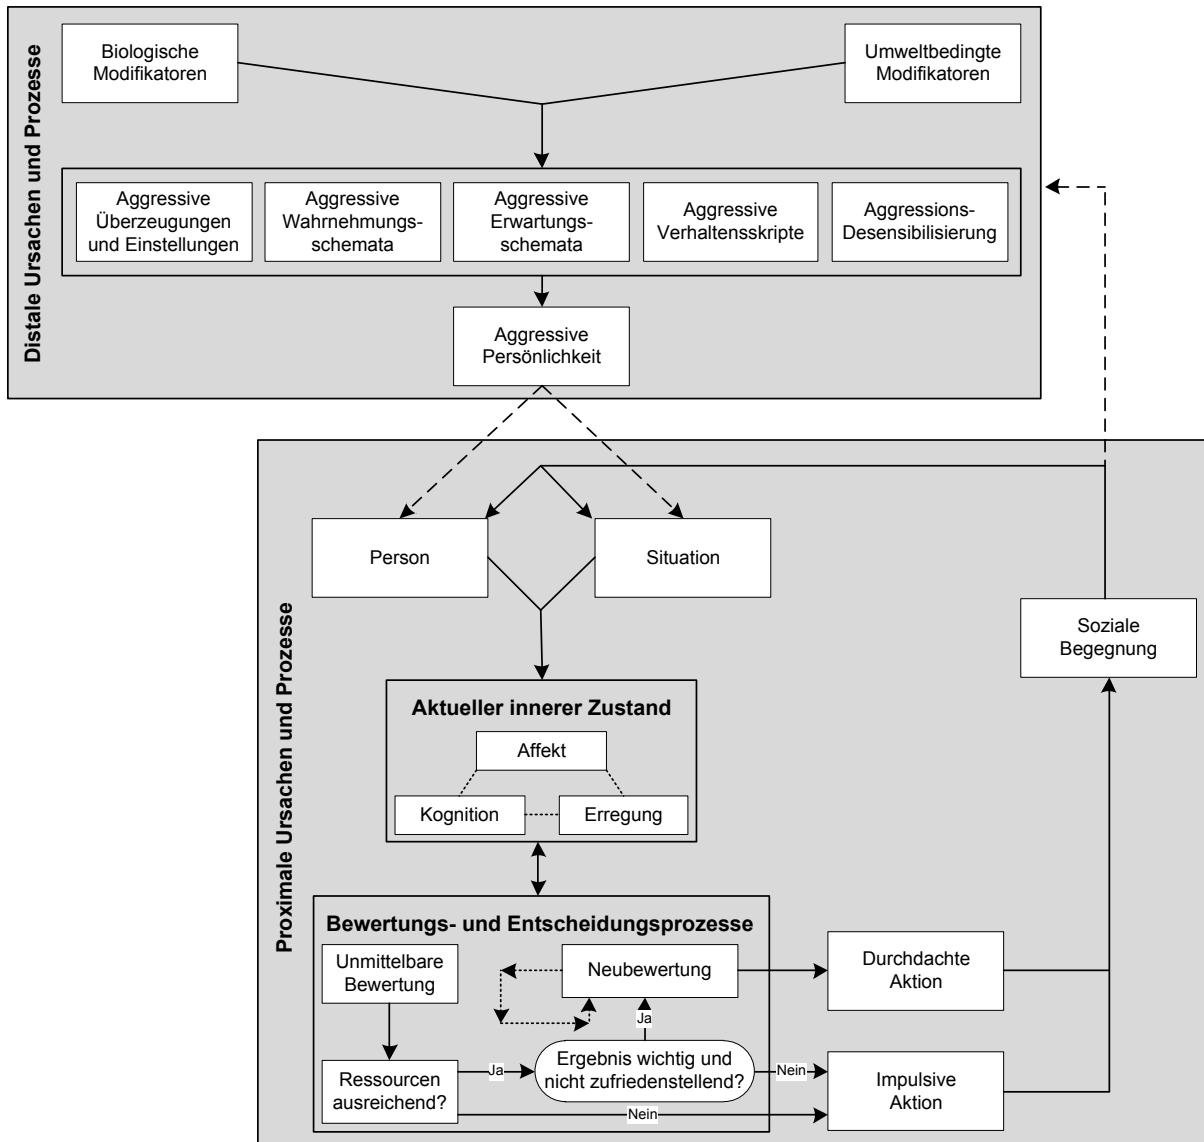 Distale Ursachen und Prozesse
Biologische
Modifikatoren
Umweltbedingte
Modifikatoren
Aggressive
Überzeugungen
und Einstellungen
Aggressive
Wahrnehmungs-
schemata
Aggressive
Erwartungs-
schemata
Aggressive
Verhaltensskripte
Aggressions-
Desensibilisierung
Aggressive
Persönlichkeit
Proximale Ursachen und Prozesse
Person
Situation
Soziale
Begegnung
Aktueller innerer Zustand
Affekt
Kognition
Erregung
Bewertungs- und Entscheidungsprozesse
Unmittelbare
Bewertung
Neubewertung
Durchdachte
Aktion
Ja
Ressourcen
ausreichend?
Ja
Ergebnis wichtig und
nicht zufriedenstellend?
Nein
Impulsive
Aktion
Nein